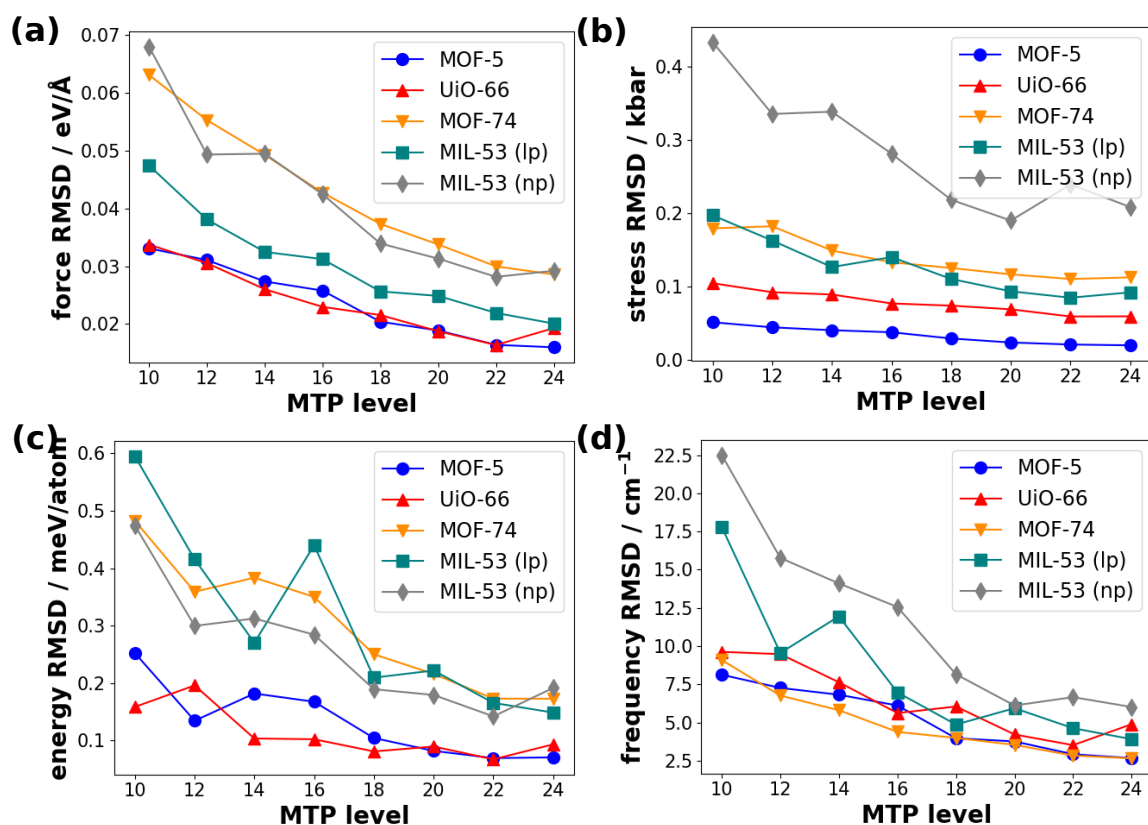 (a)
0.07
0.06
0.05
0.04
0.03
0.02
force RMSD / eV/Å
10 12 14 16 18 20 22 24
MTP level
MOF-5
UiO-66
MOF-74
MIL-53 (lp)
MIL-53 (np)
(b)
0.4
0.3
0.2
0.1
0.0
stress RMSD / kbar
10 12 14 16 18 20 22 24
MTP level
MOF-5
UiO-66
MOF-74
MIL-53 (lp)
MIL-53 (np)
(c)
0.6
0.5
0.4
0.3
0.2
0.1
energy RMSD / meV/atom
10 12 14 16 18 20 22 24
MTP level
MOF-5
UiO-66
MOF-74
MIL-53 (lp)
MIL-53 (np)
(d)
22.5
20.0
17.5
15.0
12.5
10.0
7.5
5.0
2.5
frequency RMSD / cm⁻¹
10 12 14 16 18 20 22 24
MTP level
MOF-5
UiO-66
MOF-74
MIL-53 (lp)
MIL-53 (np)